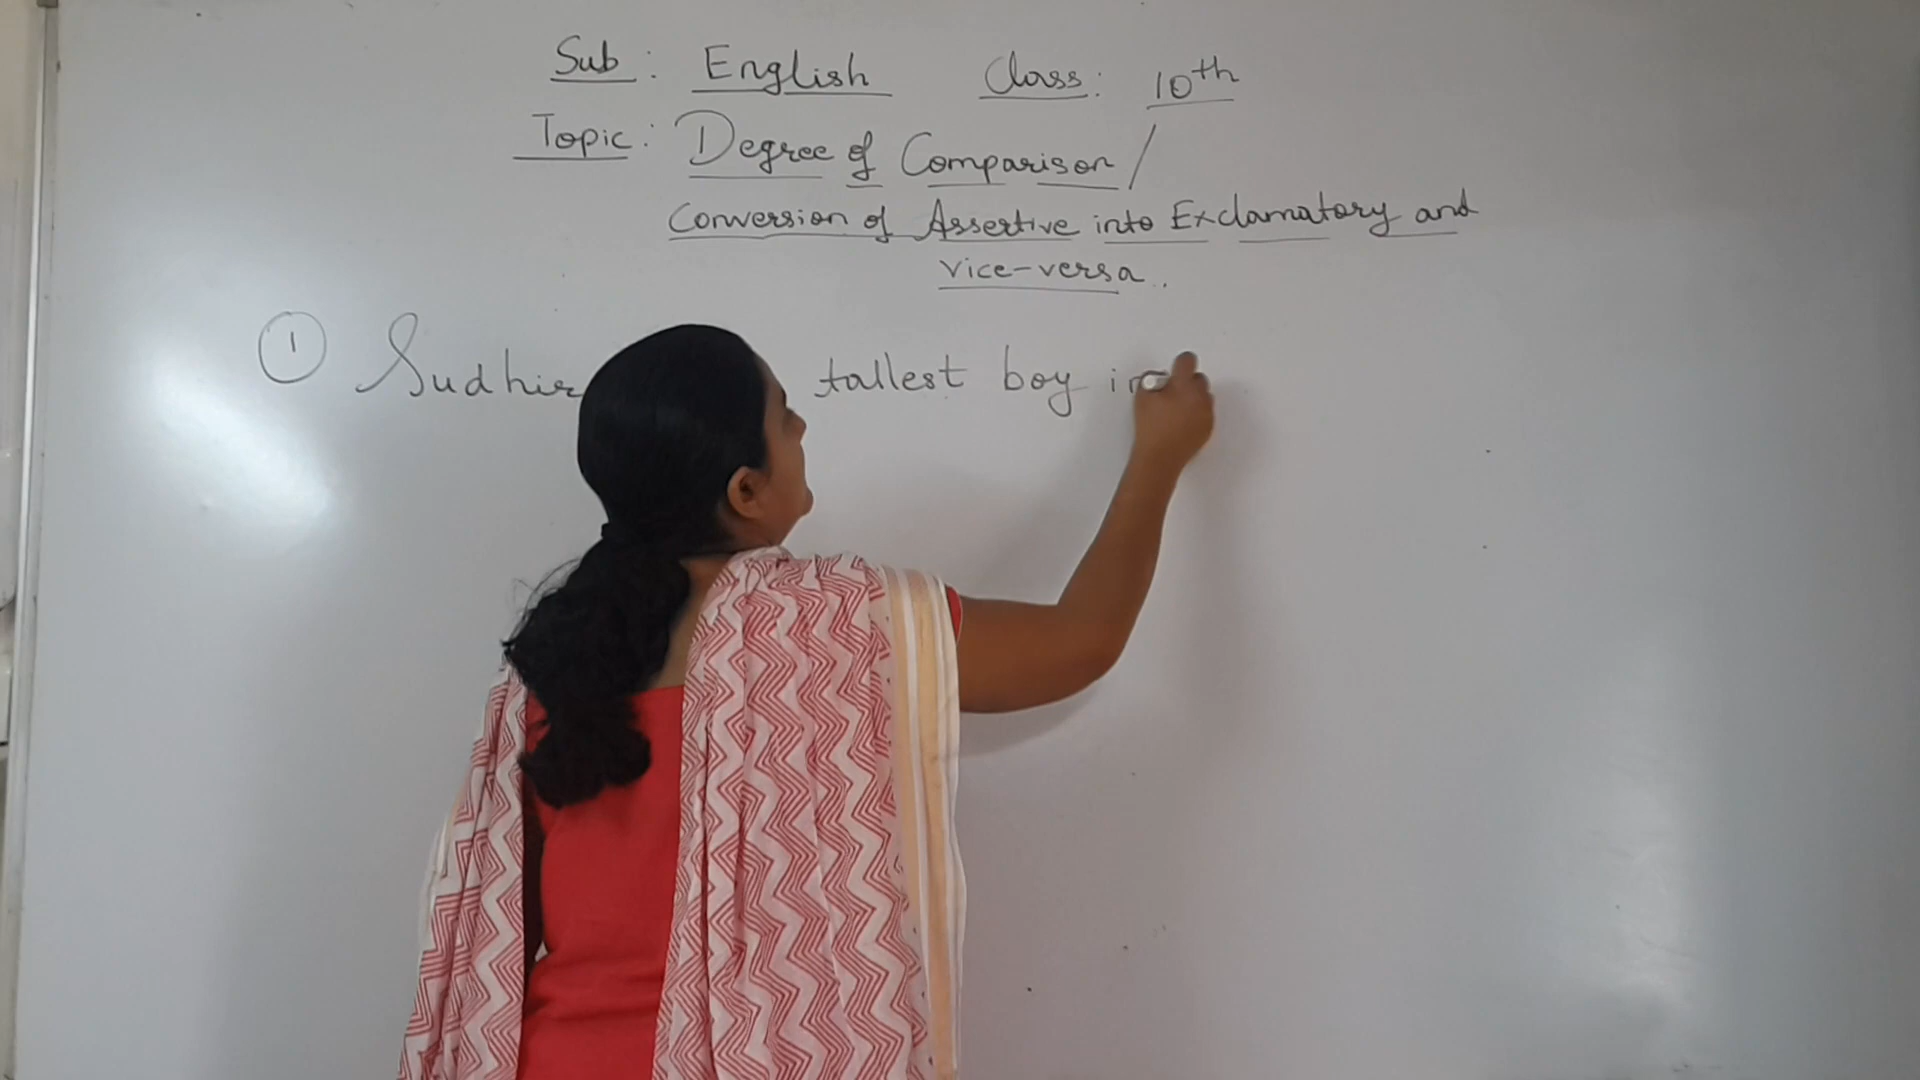 Sub: English Class: 10th
Topic: Degree of Comparison/
Conversion of Assertive into Exclamatory and
vice-versa..
① Sudhir tallest boy in